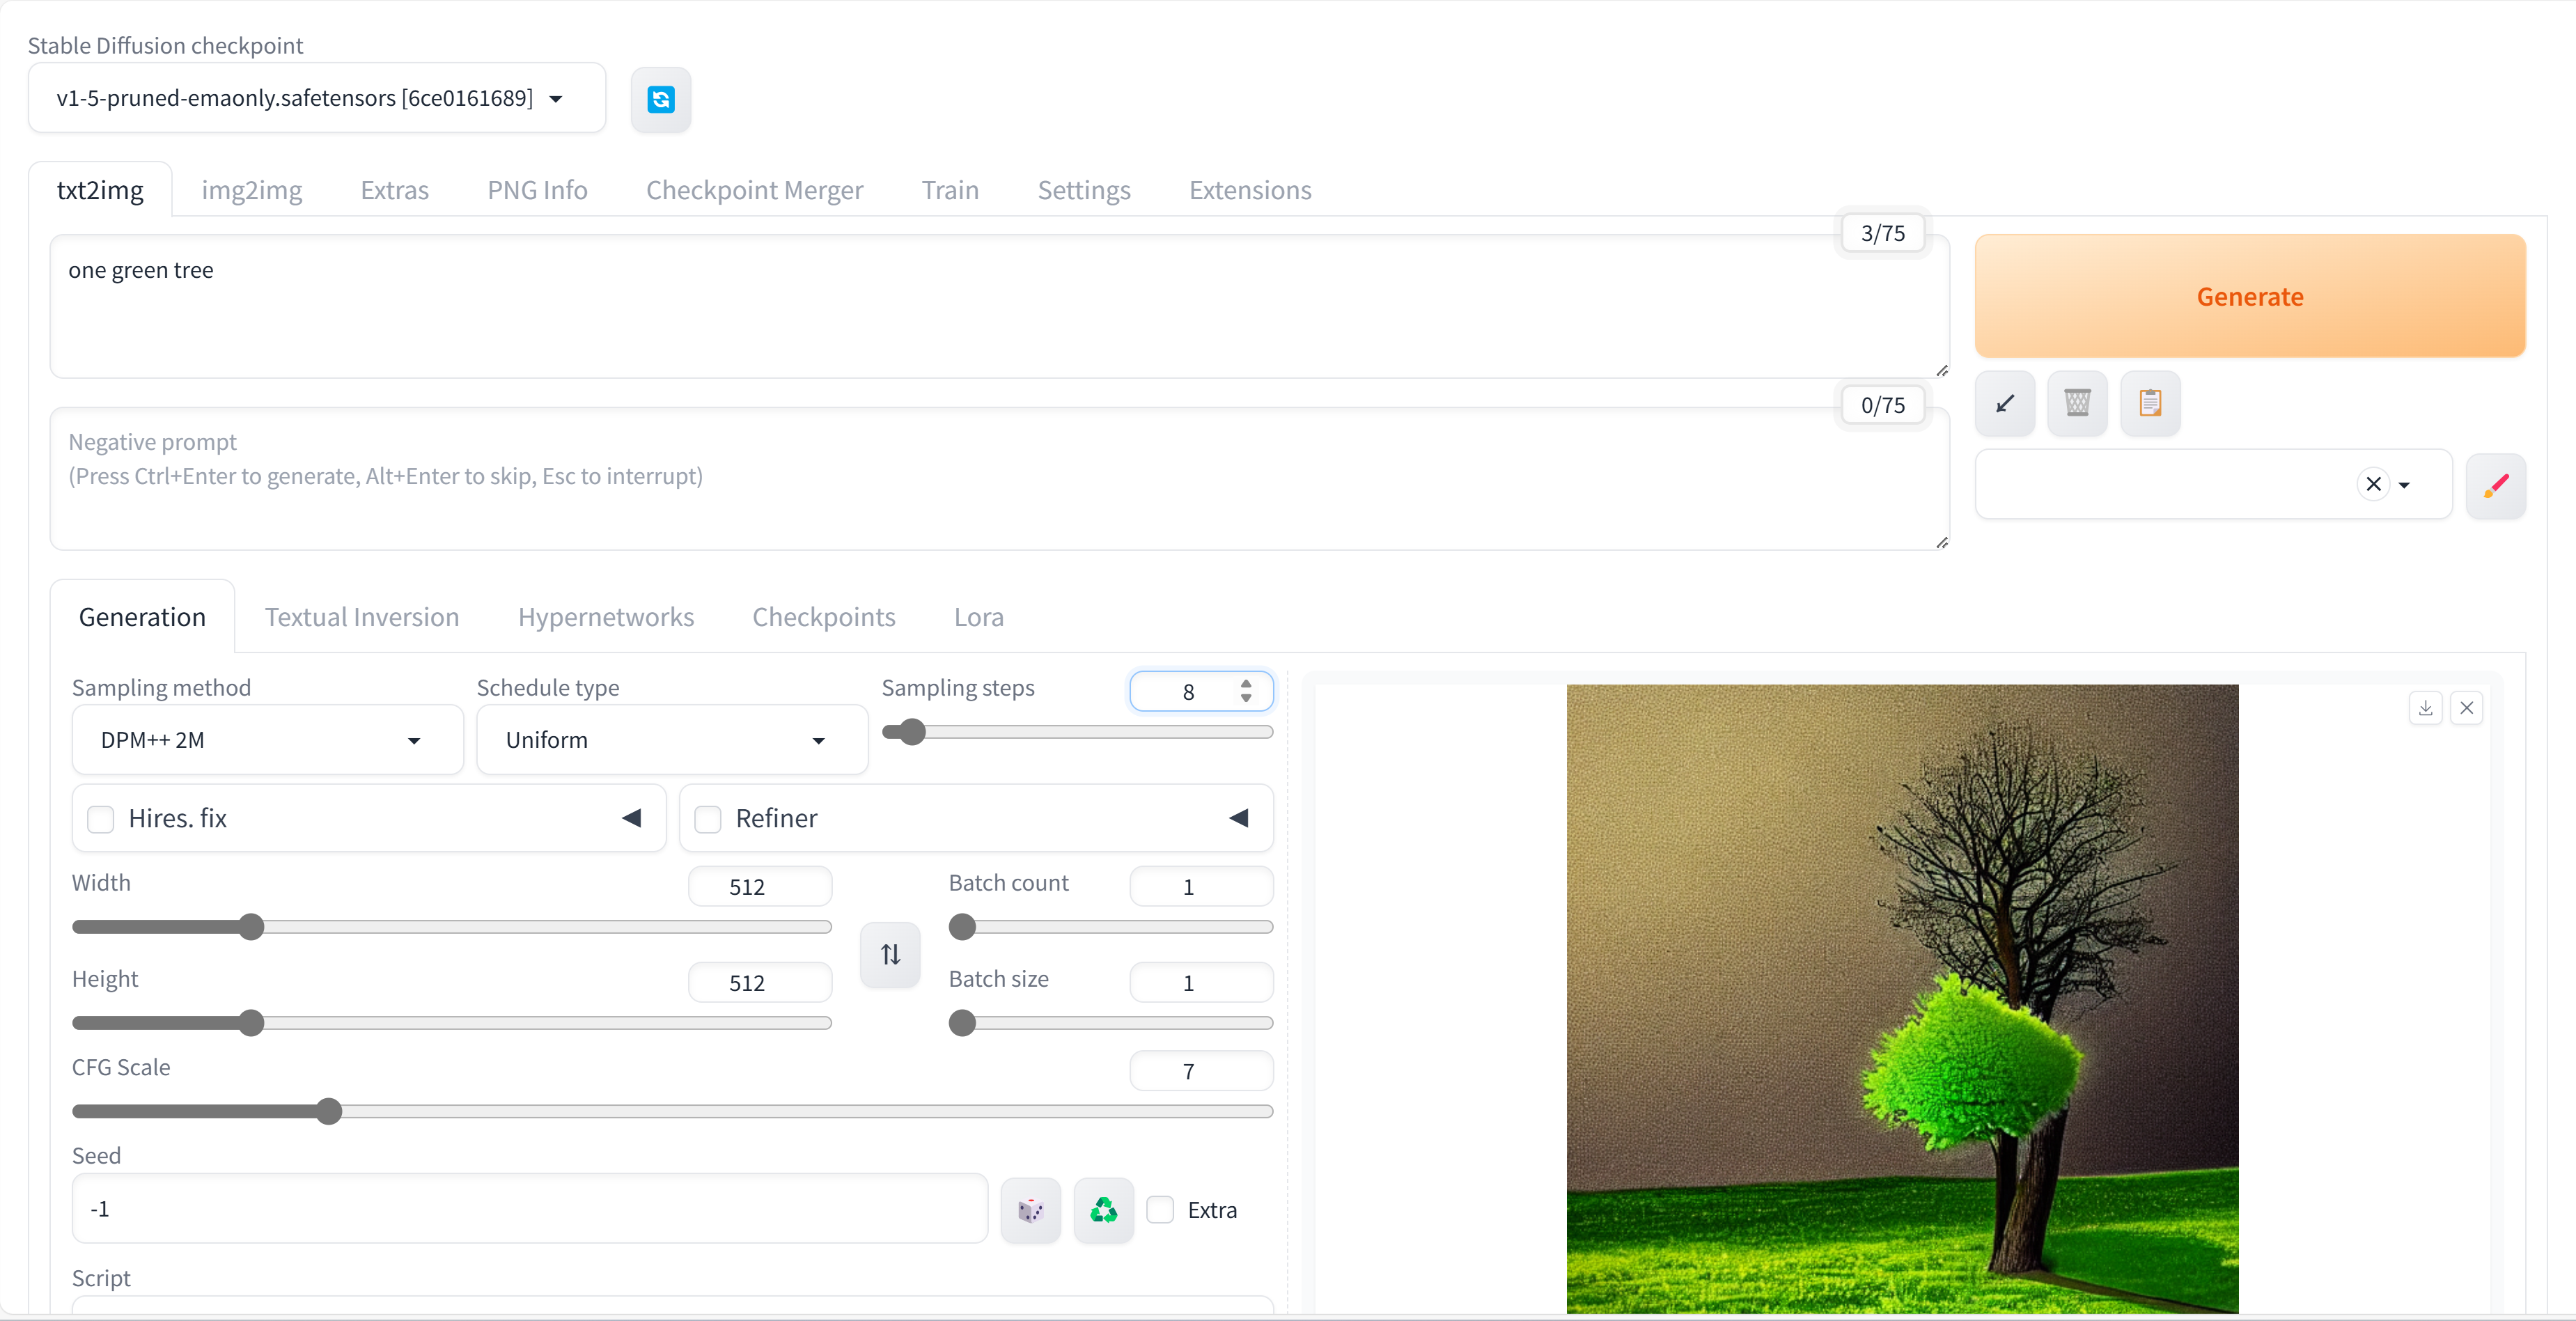 Stable Diffusion checkpoint
v1-5-pruned-emaonly.safetensors [6ce0161689]
txt2img img2img Extras PNG Info Checkpoint Merger Train Settings Extensions
3/75
one green tree
Generate
0/75
Negative prompt
(Press Ctrl+Enter to generate, Alt+Enter to skip, Esc to interrupt)
Generation Textual Inversion Hypernetworks Checkpoints Lora
Sampling method Schedule type Sampling steps 8
DPM++ 2M Uniform
Hires. fix Refiner
Width 512 Batch count 1
Height 512 Batch size 1
CFG Scale 7
Seed
-1 Extra
Script